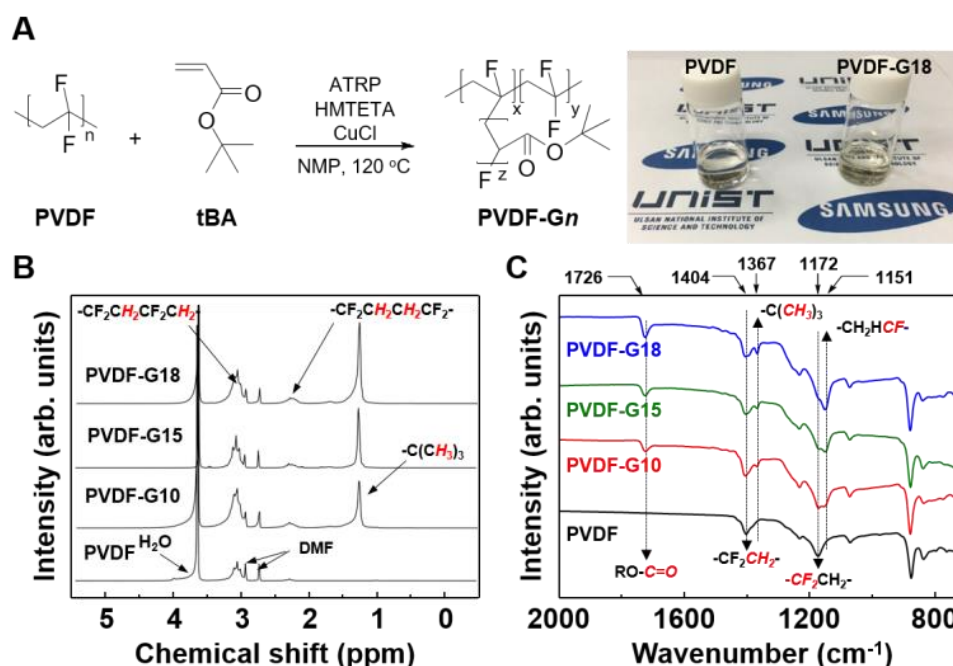 A
F
F
n
PVDF
+
O
O
tBA
ATRP
HMTETA
CuCl
NMP, 120 °C
F
F
x
F
y
F
z
O
O
PVDF-Gn
PVDF
PVDF-G18
UNIST
SAMSUNG
SAMSUNG
UNIST
ULSAN NATIONAL INSTITUTE OF
SCIENCE AND TECHNOLOGY
SAMSUNG
B
Intensity (arb. units)
-CF₂CH₂CF₂CH₂-
-CF₂CH₂CH₂CF₂-
PVDF-G18
PVDF-G15
-C(CH₃)₃
PVDF-G10
PVDF
H₂O
DMF
5 4 3 2 1 0
Chemical shift (ppm)
C
1726 1404 1367 1172 1151
Intensity (arb. units)
-C(CH₃)₃
-CH₂HCF-
PVDF-G18
PVDF-G15
PVDF-G10
PVDF
RO-C=O
-CF₂CH₂-
-CF₂CH₂-
2000 1600 1200 800
Wavenumber (cm⁻¹)